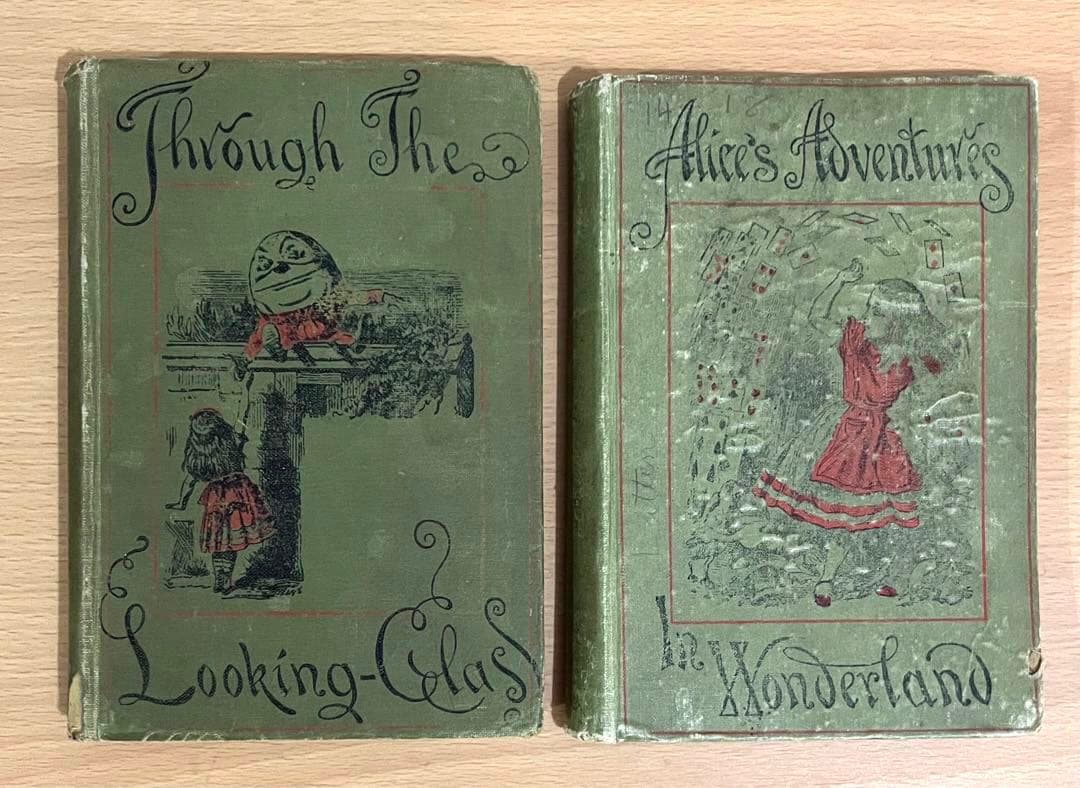 Through The
Looking-Glass
14 18
Alice's Adventures
In
Wonderland